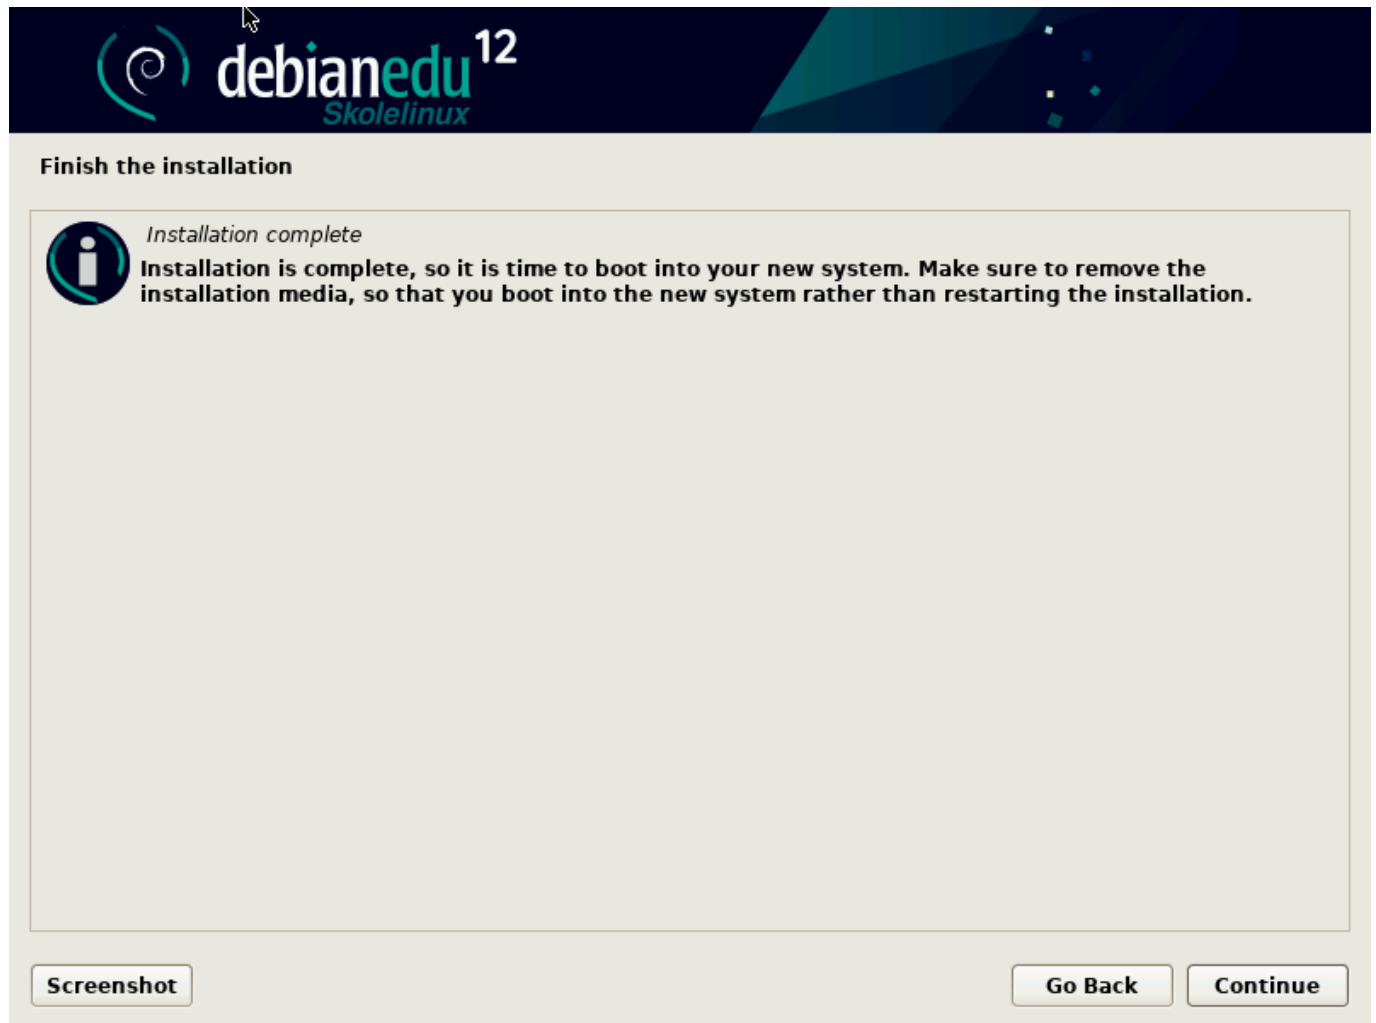 debianedu 12
Skolelinux
Finish the installation
Installation complete
Installation is complete, so it is time to boot into your new system. Make sure to remove the
installation media, so that you boot into the new system rather than restarting the installation.
Screenshot
Go Back
Continue